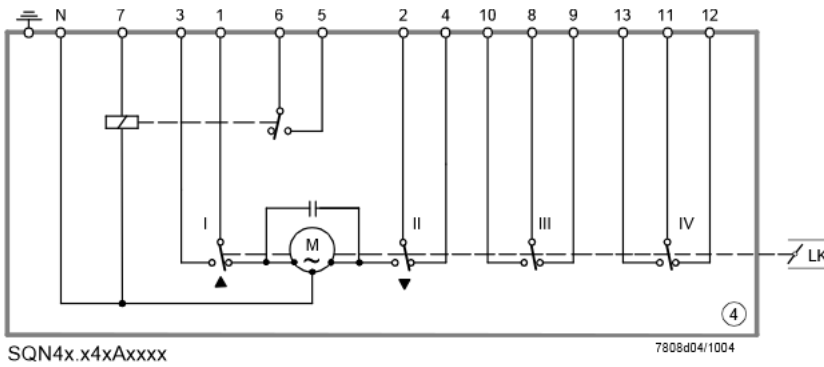 N 7 3 1 6 5 2 4 10 8 9 13 11 12
I II III IV
M
~
LK
4
SQN4x.x4xAxxxx
7808d04/1004